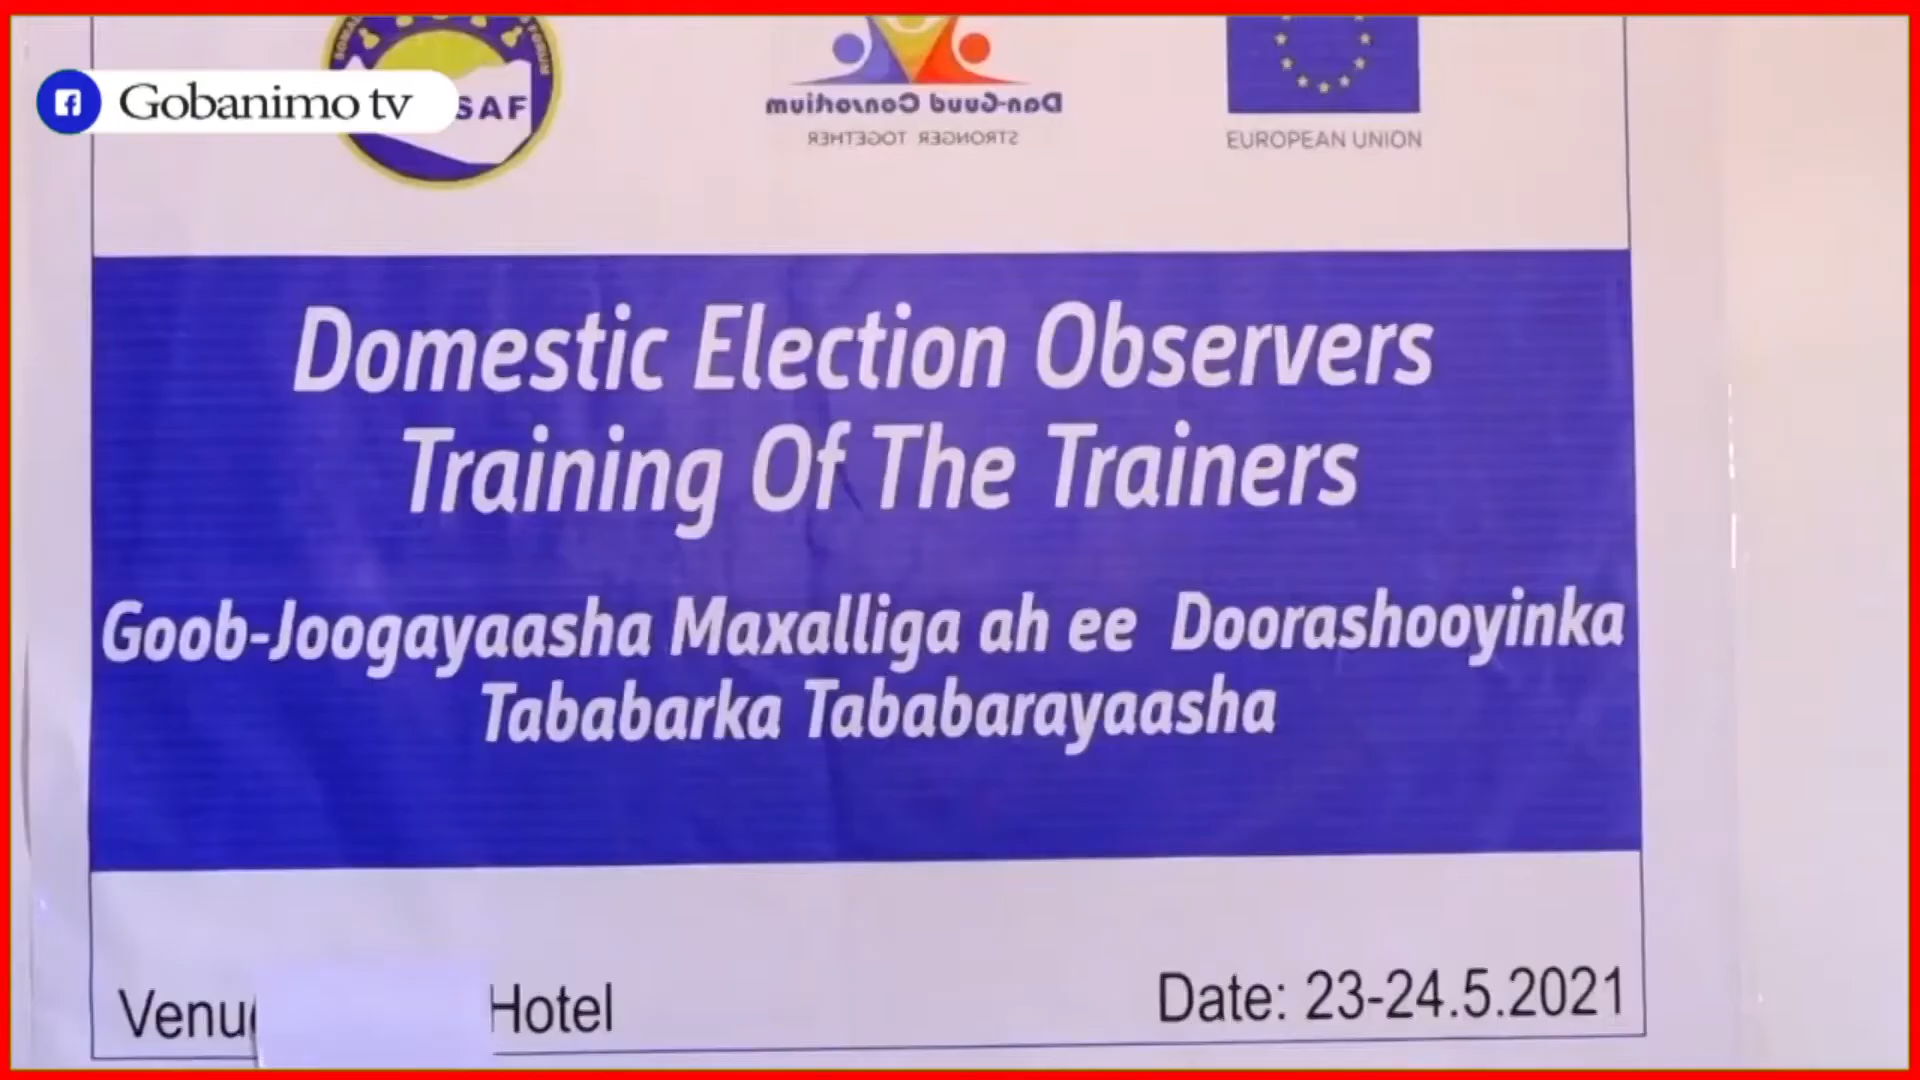 Gobanimo tv
SAF
Dan-Guud Consortium
STRONGER TOGETHER
EUROPEAN UNION
Domestic Election Observers
Training Of The Trainers
Goob-Joogayaasha Maxalliga ah ee Doorashooyinka
Tababarka Tababarayaasha
Hotel
Date: 23-24.5.2021